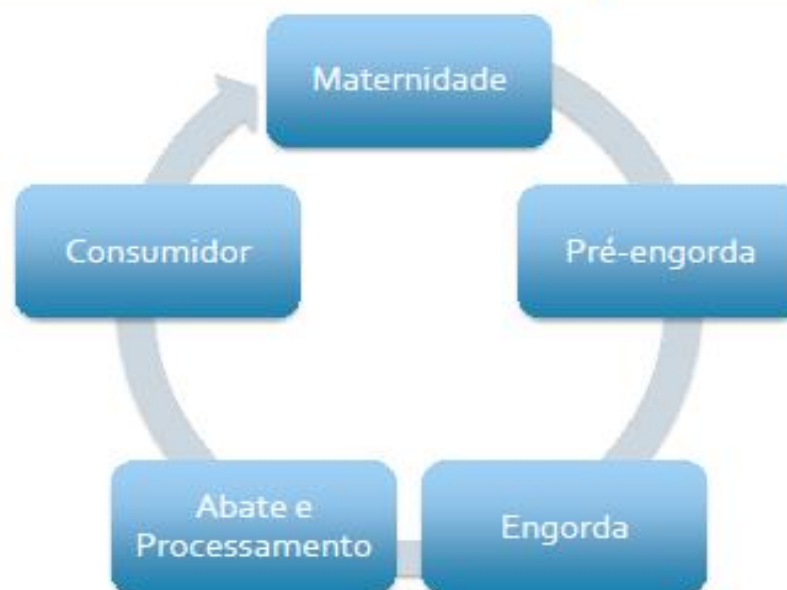 Maternidade
Pré-engorda
Engorda
Abate e
Processamento
Consumidor